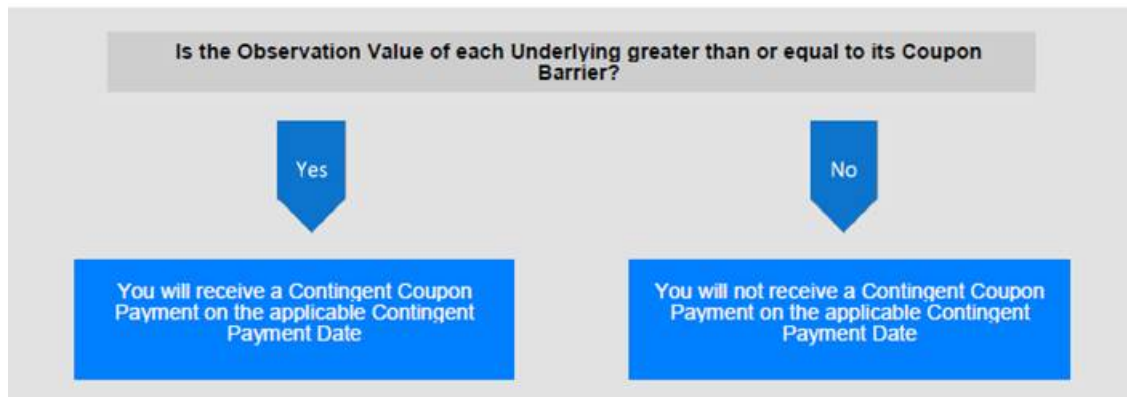 Is the Observation Value of each Underlying greater than or equal to its Coupon
Barrier?
Yes
No
You will receive a Contingent Coupon
Payment on the applicable Contingent
Payment Date
You will not receive a Contingent Coupon
Payment on the applicable Contingent
Payment Date